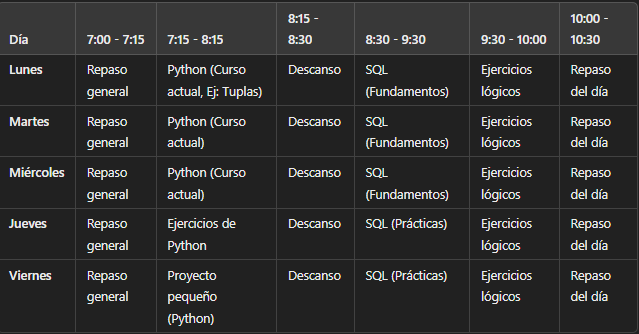 Día 7:00 - 7:15 7:15 - 8:15 8:15 - 8:30 8:30 - 9:30 9:30 - 10:00 10:00 - 10:30
Lunes Repaso general Python (Curso actual, Ej: Tuplas) Descanso SQL (Fundamentos) Ejercicios lógicos Repaso del día
Martes Repaso general Python (Curso actual) Descanso SQL (Fundamentos) Ejercicios lógicos Repaso del día
Miércoles Repaso general Python (Curso actual) Descanso SQL (Fundamentos) Ejercicios lógicos Repaso del día
Jueves Repaso general Ejercicios de Python Descanso SQL (Prácticas) Ejercicios lógicos Repaso del día
Viernes Repaso general Proyecto pequeño (Python) Descanso SQL (Prácticas) Ejercicios lógicos Repaso del día